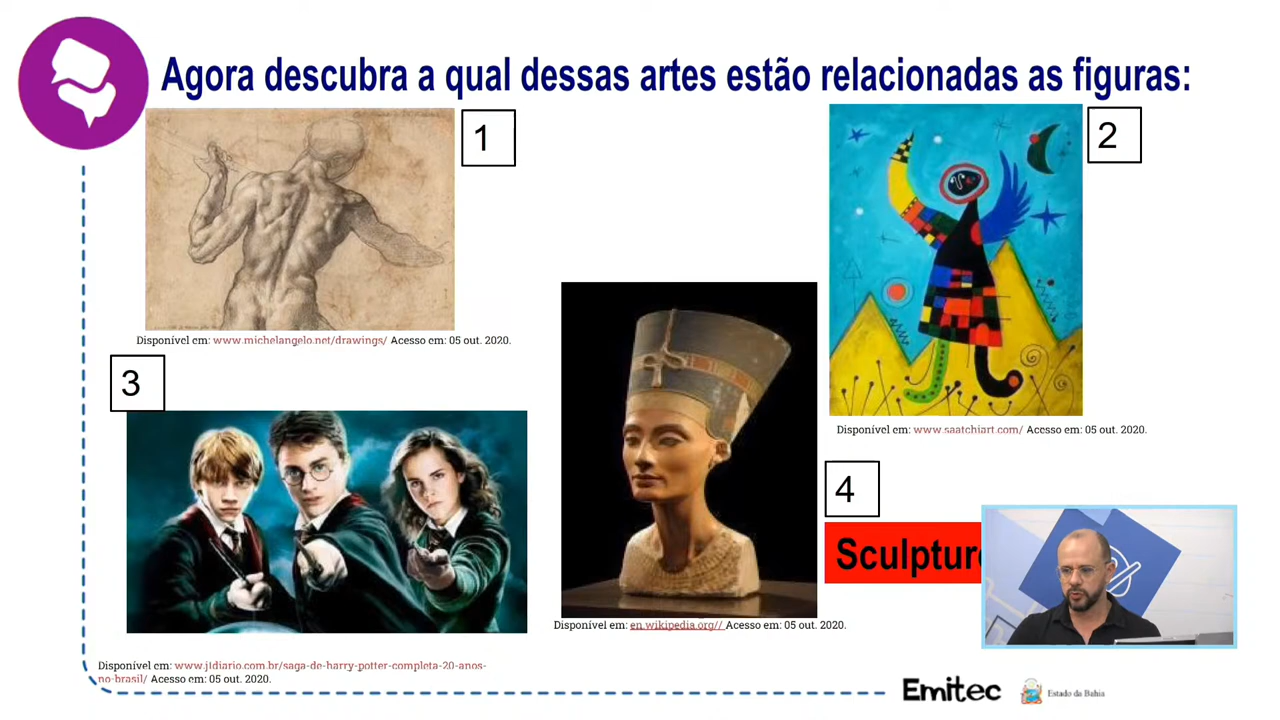 Agora descubra a qual dessas artes estão relacionadas as figuras:
1
2
Disponível em: www.michelangelo.net/drawings/ Acesso em: 05 out. 2020.
3
Disponível em: www.saatchiart.com/ Acesso em: 05 out. 2020.
4
Sculpture
Disponível em: en.wikipedia.org// Acesso em: 05 out. 2020.
Disponível em: www.jldiario.com.br/saga-de-harry-potter-completa-20-anos-
no-brasil/ Acesso em: 05 out. 2020.
Emitec
Estado da Bahia